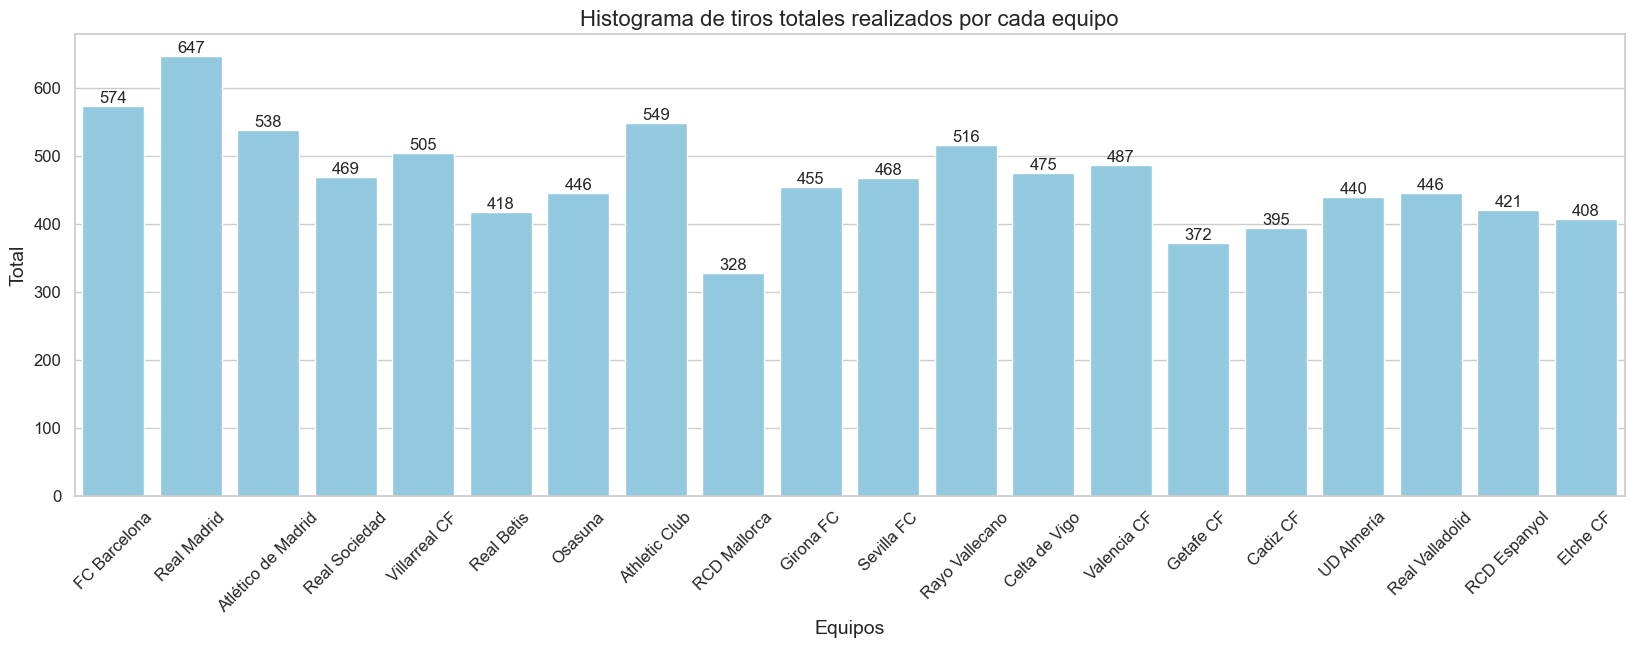 Histograma de tiros totales realizados por cada equipo
Total
600
500
400
300
200
100
0
574
647
538
469
505
418
446
549
328
455
468
516
475
487
372
395
440
446
421
408
FC Barcelona
Real Madrid
Atlético de Madrid
Real Sociedad
Villarreal CF
Real Betis
Osasuna
Athletic Club
RCD Mallorca
Girona FC
Sevilla FC
Rayo Vallecano
Celta de Vigo
Valencia CF
Getafe CF
Cadiz CF
UD Almería
Real Valladolid
RCD Espanyol
Elche CF
Equipos